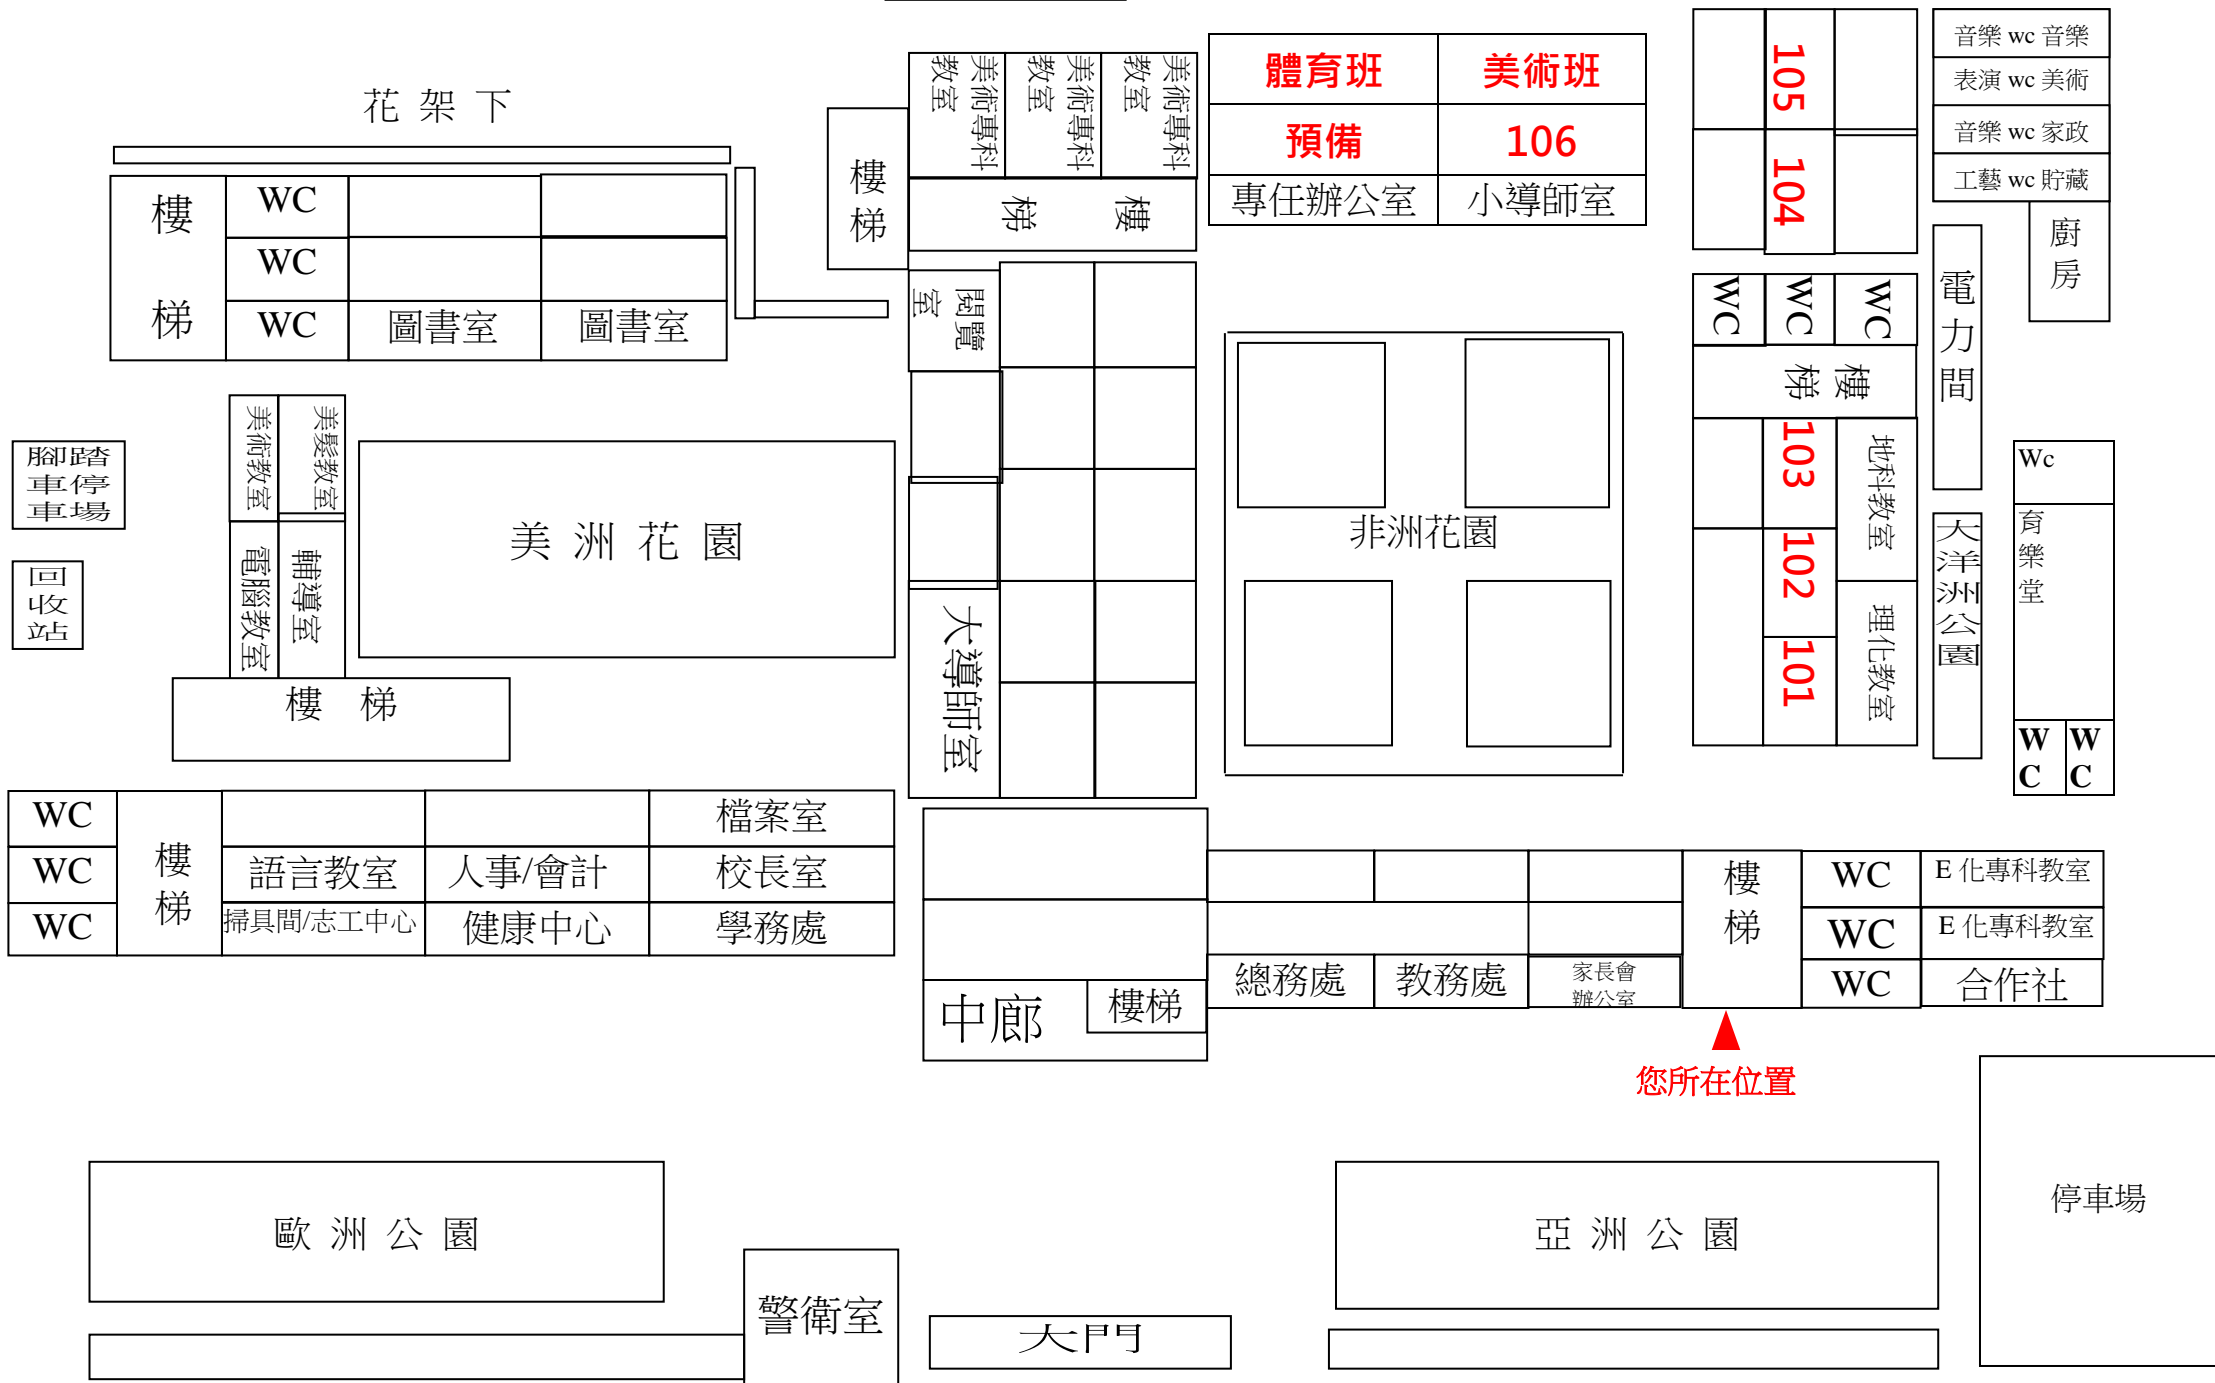 花架下
樓梯
WC
WC
WC
圖書室
圖書室
樓梯
美術專科教室
美術專科教室
美術專科教室
樓梯
體育班
美術班
預備
106
專任辦公室
小導師室
105
104
音樂 wc 音樂
表演 wc 美術
音樂 wc 家政
工藝 wc 貯藏
廚房
電力間
WC
WC
WC
樓梯
103
102
101
地科教室
理化教室
大洋洲公園
Wc
育樂堂
WC
WC
腳踏車停車場
回收站
美術教室
美髮教室
電腦教室
輔導室
樓梯
美洲花園
閱覽室
大導師室
非洲花園
WC
WC
WC
樓梯
檔案室
語言教室
人事/會計
校長室
掃具間/志工中心
健康中心
學務處
中廊
樓梯
總務處
教務處
家長會
辦公室
樓梯
WC
E 化專科教室
WC
E 化專科教室
WC
合作社
您所在位置
歐洲公園
警衛室
大門
亞洲公園
停車場